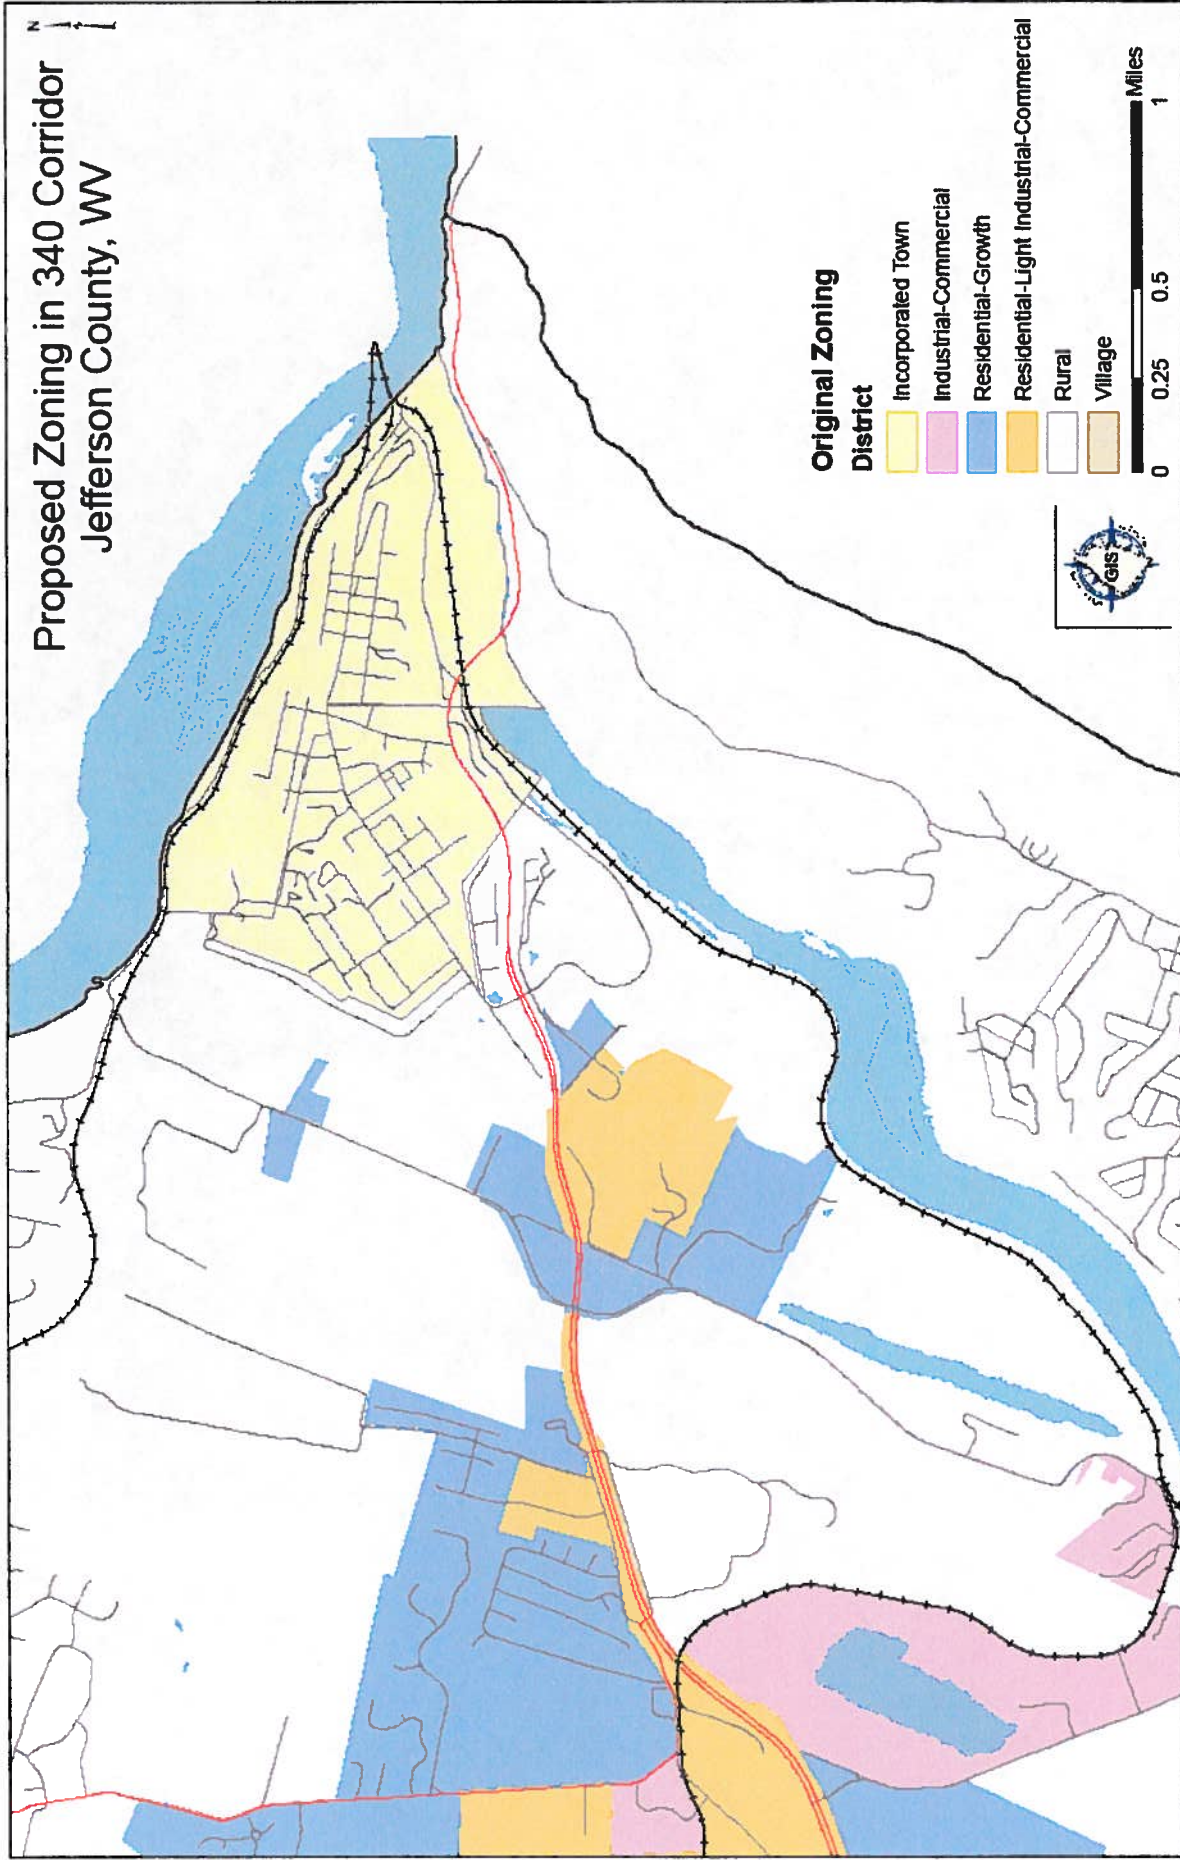 Proposed Zoning in 340 Corridor
Jefferson County, WV
N
Original Zoning
District
Incorporated Town
Industrial-Commercial
Residential-Growth
Residential-Light Industrial-Commercial
Rural
Village
0 0.25 0.5 1 Miles
GIS